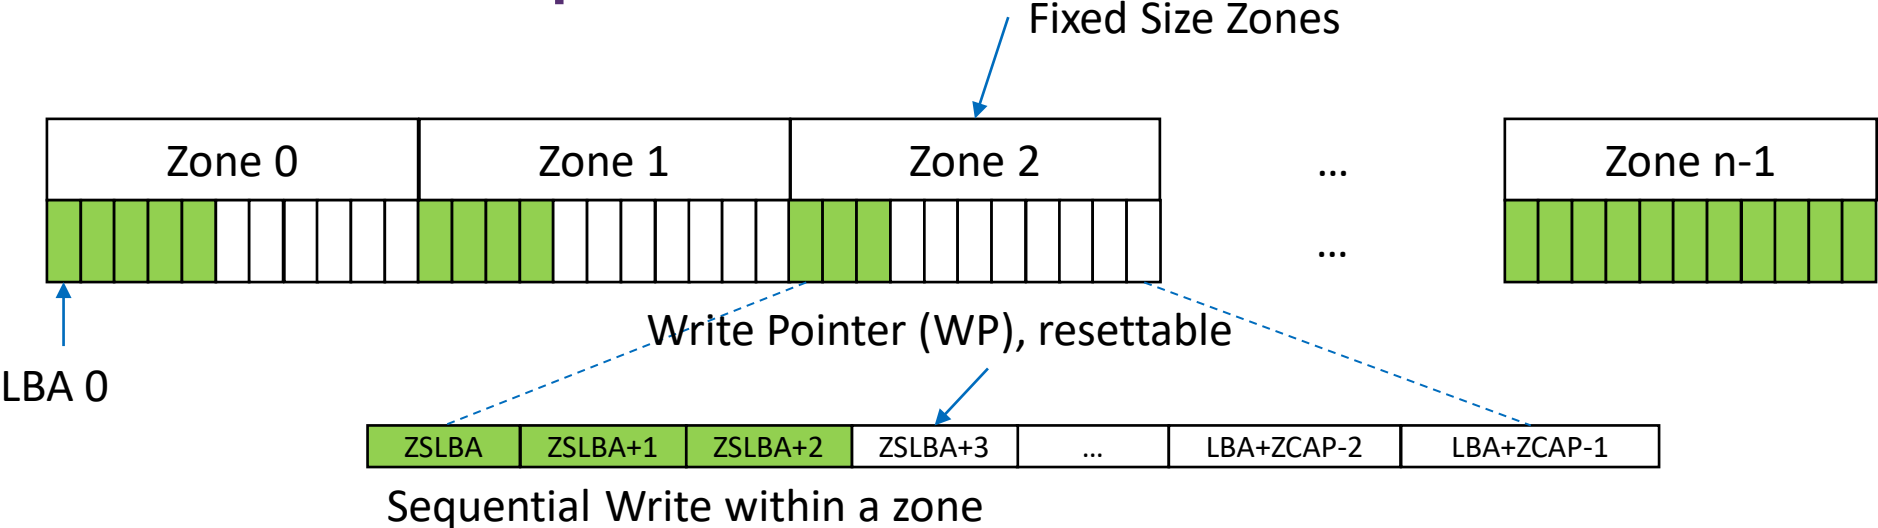 Fixed Size Zones
Zone 0 Zone 1 Zone 2 ... Zone n-1
...
Write Pointer (WP), resettable
LBA 0
ZSLBA ZSLBA+1 ZSLBA+2 ZSLBA+3 ... LBA+ZCAP-2 LBA+ZCAP-1
Sequential Write within a zone